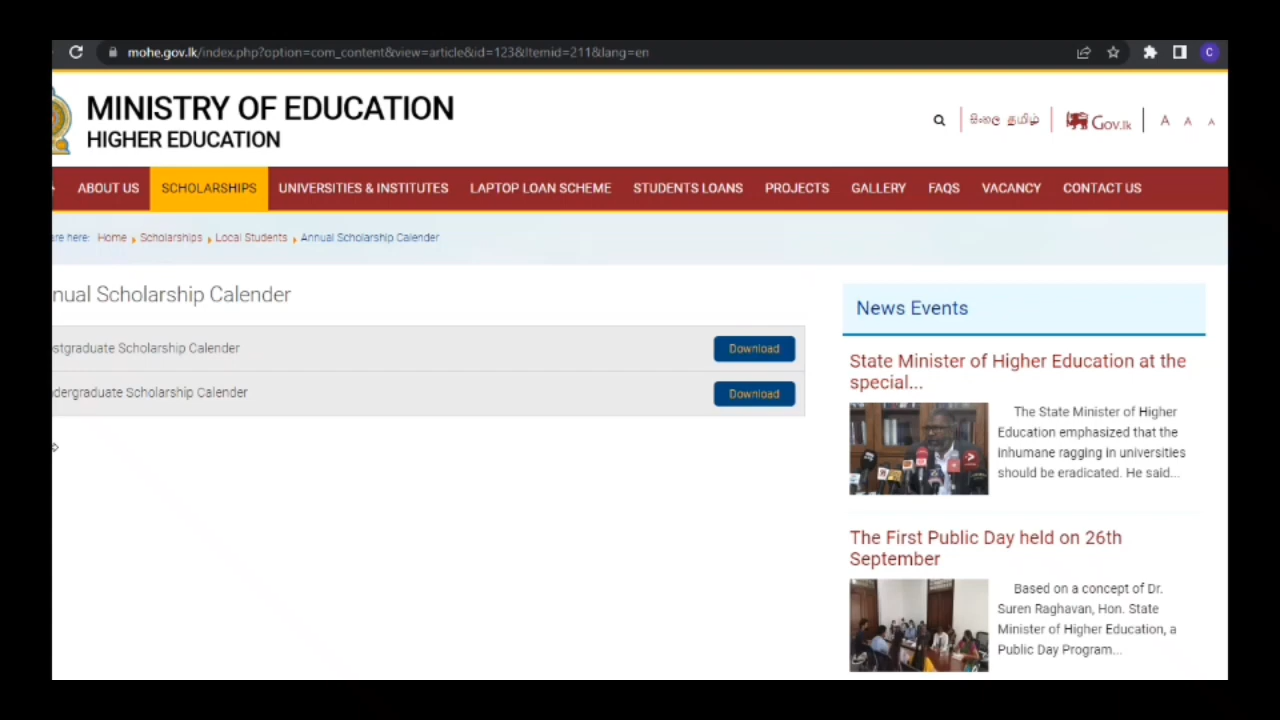 mohe.gov.lk/index.php?option=com_content&view=article&id=123&Itemid=211&lang=en
C
MINISTRY OF EDUCATION
HIGHER EDUCATION
සිංහල தமிழ்
Gov.lk
A A A
ABOUT US SCHOLARSHIPS UNIVERSITIES & INSTITUTES LAPTOP LOAN SCHEME STUDENTS LOANS PROJECTS GALLERY FAQS VACANCY CONTACT US
are here: Home Scholarships Local Students Annual Scholarship Calender
nual Scholarship Calender
stgraduate Scholarship Calender Download
dergraduate Scholarship Calender Download
News Events
State Minister of Higher Education at the
special...
The State Minister of Higher
Education emphasized that the
inhumane ragging in universities
should be eradicated. He said...
The First Public Day held on 26th
September
Based on a concept of Dr.
Suren Raghavan, Hon. State
Minister of Higher Education, a
Public Day Program...